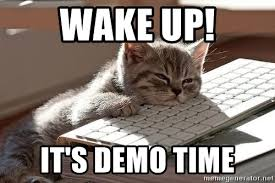 WAKE UP!
IT'S DEMO TIME
memegenerator.net